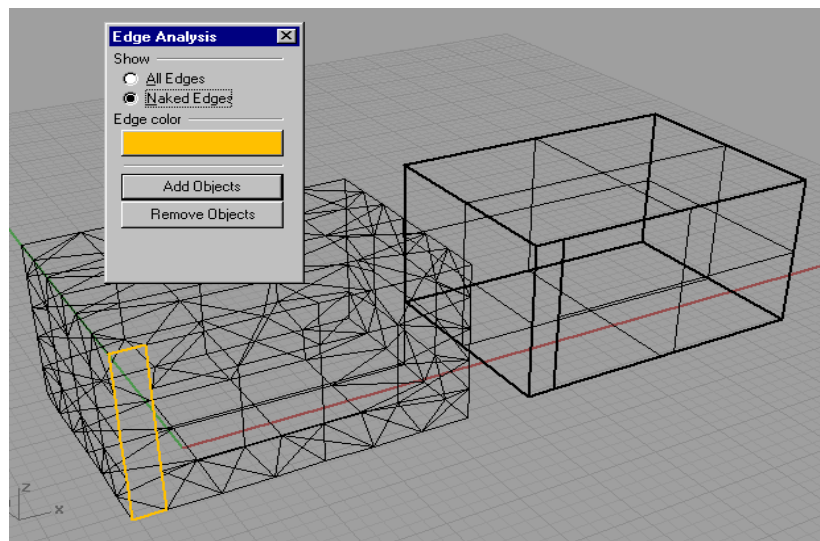 Edge Analysis
Show
All Edges
Naked Edges
Edge color
Add Objects
Remove Objects
z
x